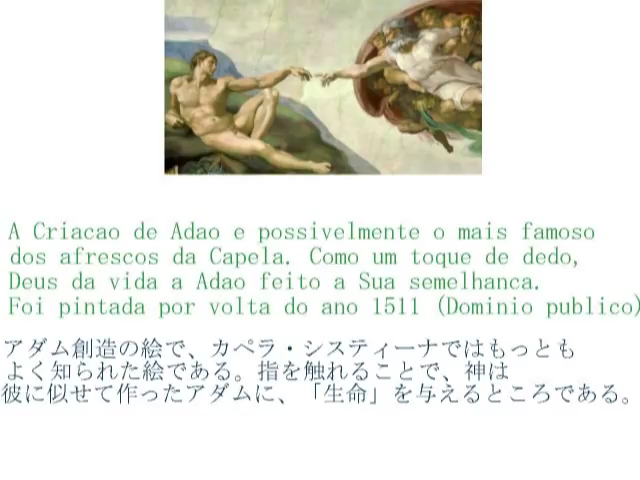 A Criacao de Adao e possivelmente o mais famoso
dos afrescos da Capela. Como um toque de dedo,
Deus da vida a Adao feito a Sua semelhanca.
Foi pintada por volta do ano 1511 (Dominio publico)
アダム創造の絵で、カペラ・システィーナではもっとも
よく知られた絵である。指を触れることで、神は
彼に似せて作ったアダムに、「生命」を与えるところである。